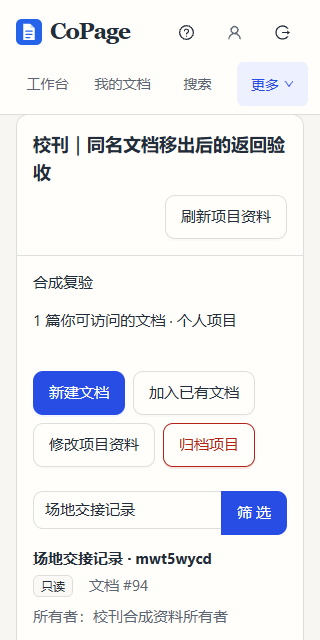 CoPage
工作台 我的文档 搜索 更多
校刊｜同名文档移出后的返回验
收
刷新项目资料
合成复验
1 篇你可访问的文档 · 个人项目
新建文档 加入已有文档
修改项目资料 归档项目
场地交接记录 筛 选
场地交接记录 · mwt5wycd
只读 文档 #94
所有者：校刊合成资料所有者